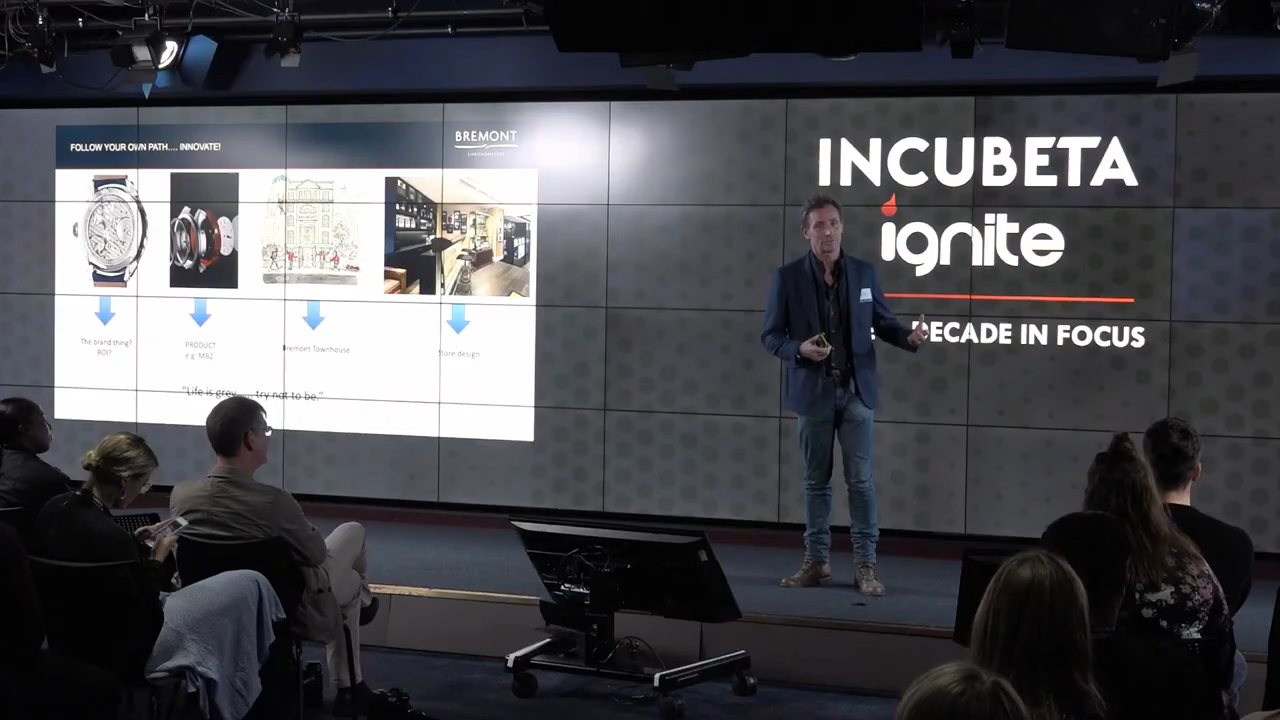 FOLLOW YOUR OWN PATH.... INNOVATE!
BREMONT
CHRONOMETERS
The brand thing?
ROI?
PRODUCT
e.g. MB2
Bremont Townhouse
Store design
"Life is grey..... try not to be."
INCUBETA
ignite
DECADE IN FOCUS